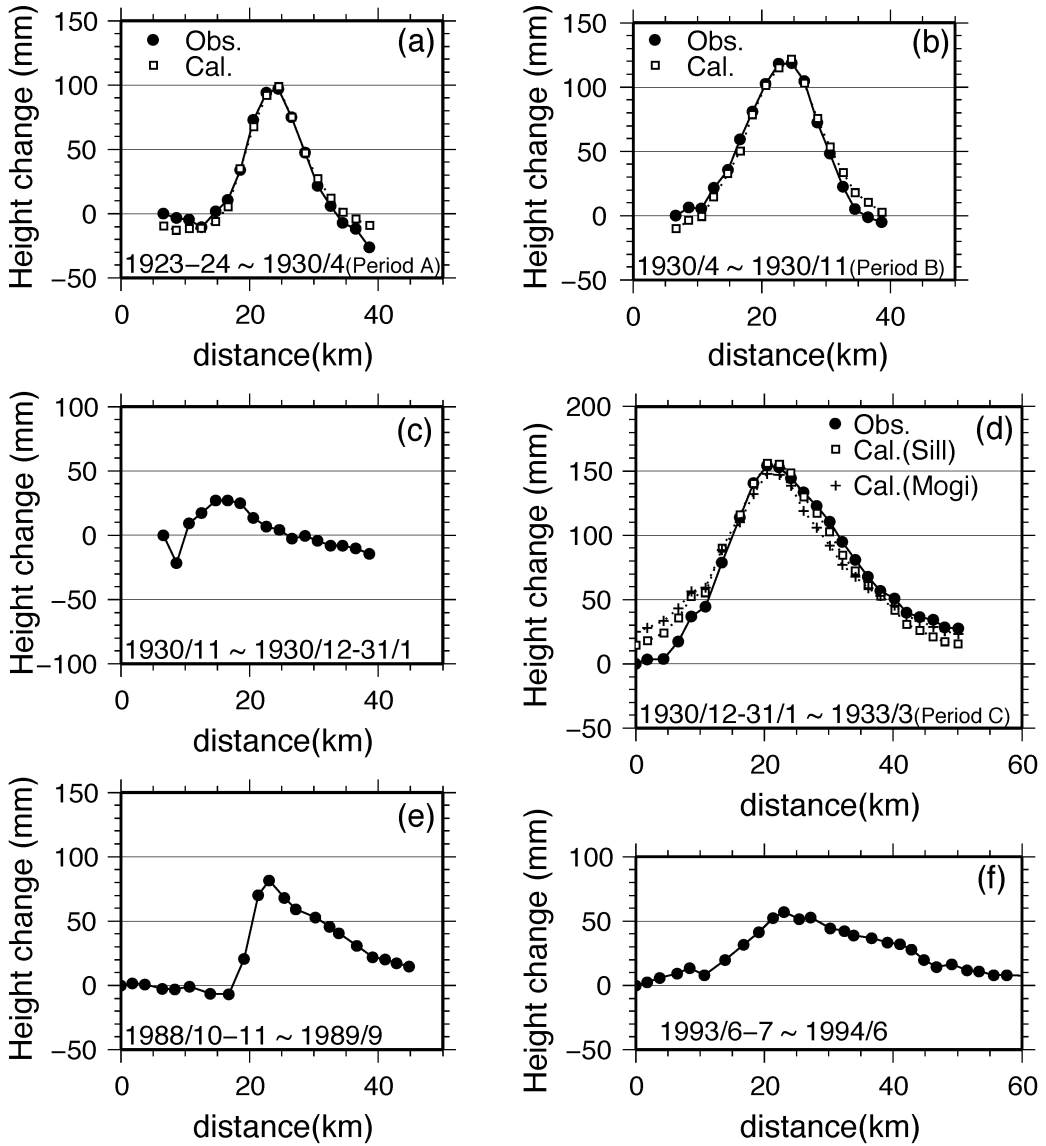 Height change (mm)
150
100
50
0
−50
Obs.
Cal.
(a)
1923−24 ~ 1930/4(Period A)
0
20
40
distance(km)
Height change (mm)
150
100
50
0
−50
Obs.
Cal.
(b)
1930/4 ~ 1930/11(Period B)
0
20
40
distance(km)
Height change (mm)
100
50
0
−50
−100
(c)
1930/11 ~ 1930/12-31/1
0
20
40
distance(km)
Height change (mm)
200
150
100
50
0
−50
Obs.
Cal.(Sill)
Cal.(Mogi)
(d)
1930/12-31/1 ~ 1933/3(Period C)
0
20
40
60
distance(km)
Height change (mm)
150
100
50
0
−50
(e)
1988/10−11 ~ 1989/9
0
20
40
distance(km)
Height change (mm)
100
50
0
−50
(f)
1993/6−7 ~ 1994/6
0
20
40
60
distance(km)